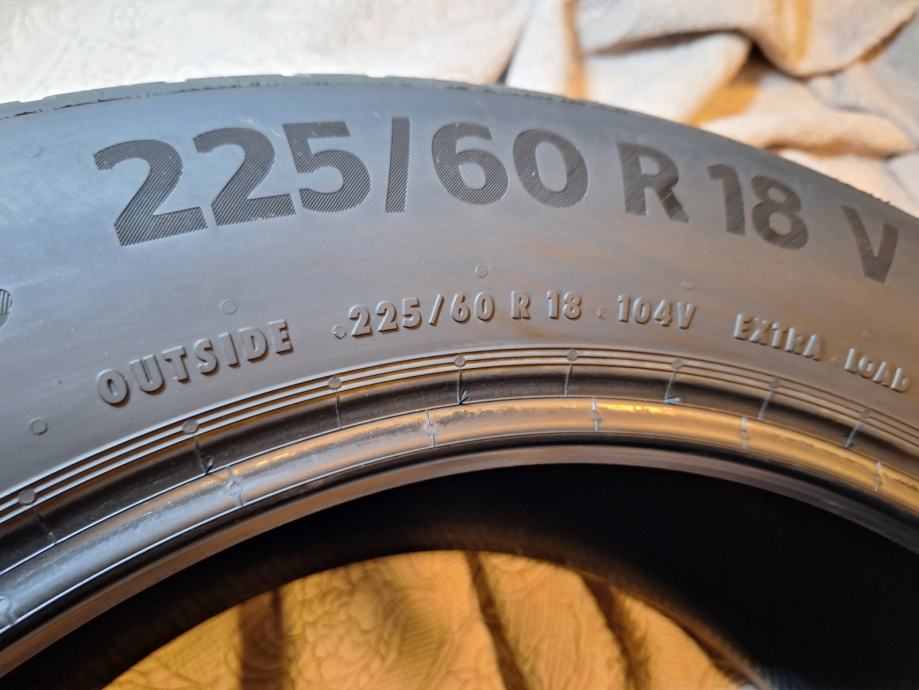 225/60 R 18 V
OUTSIDE 225/60 R 18 · 104V EXTRA LOAD